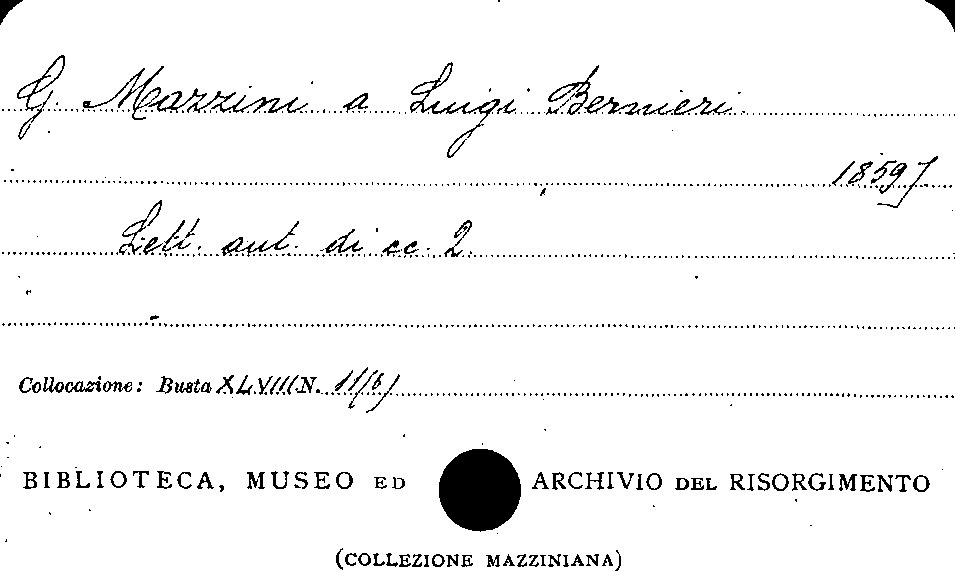 G. Mazzini a Luigi Bernieri.
1859]
Lett. aut. di cc. 2.
Collocazione: Busta XLVIII N. 11(6)
BIBLIOTECA, MUSEO ED ARCHIVIO DEL RISORGIMENTO
(COLLEZIONE MAZZINIANA)